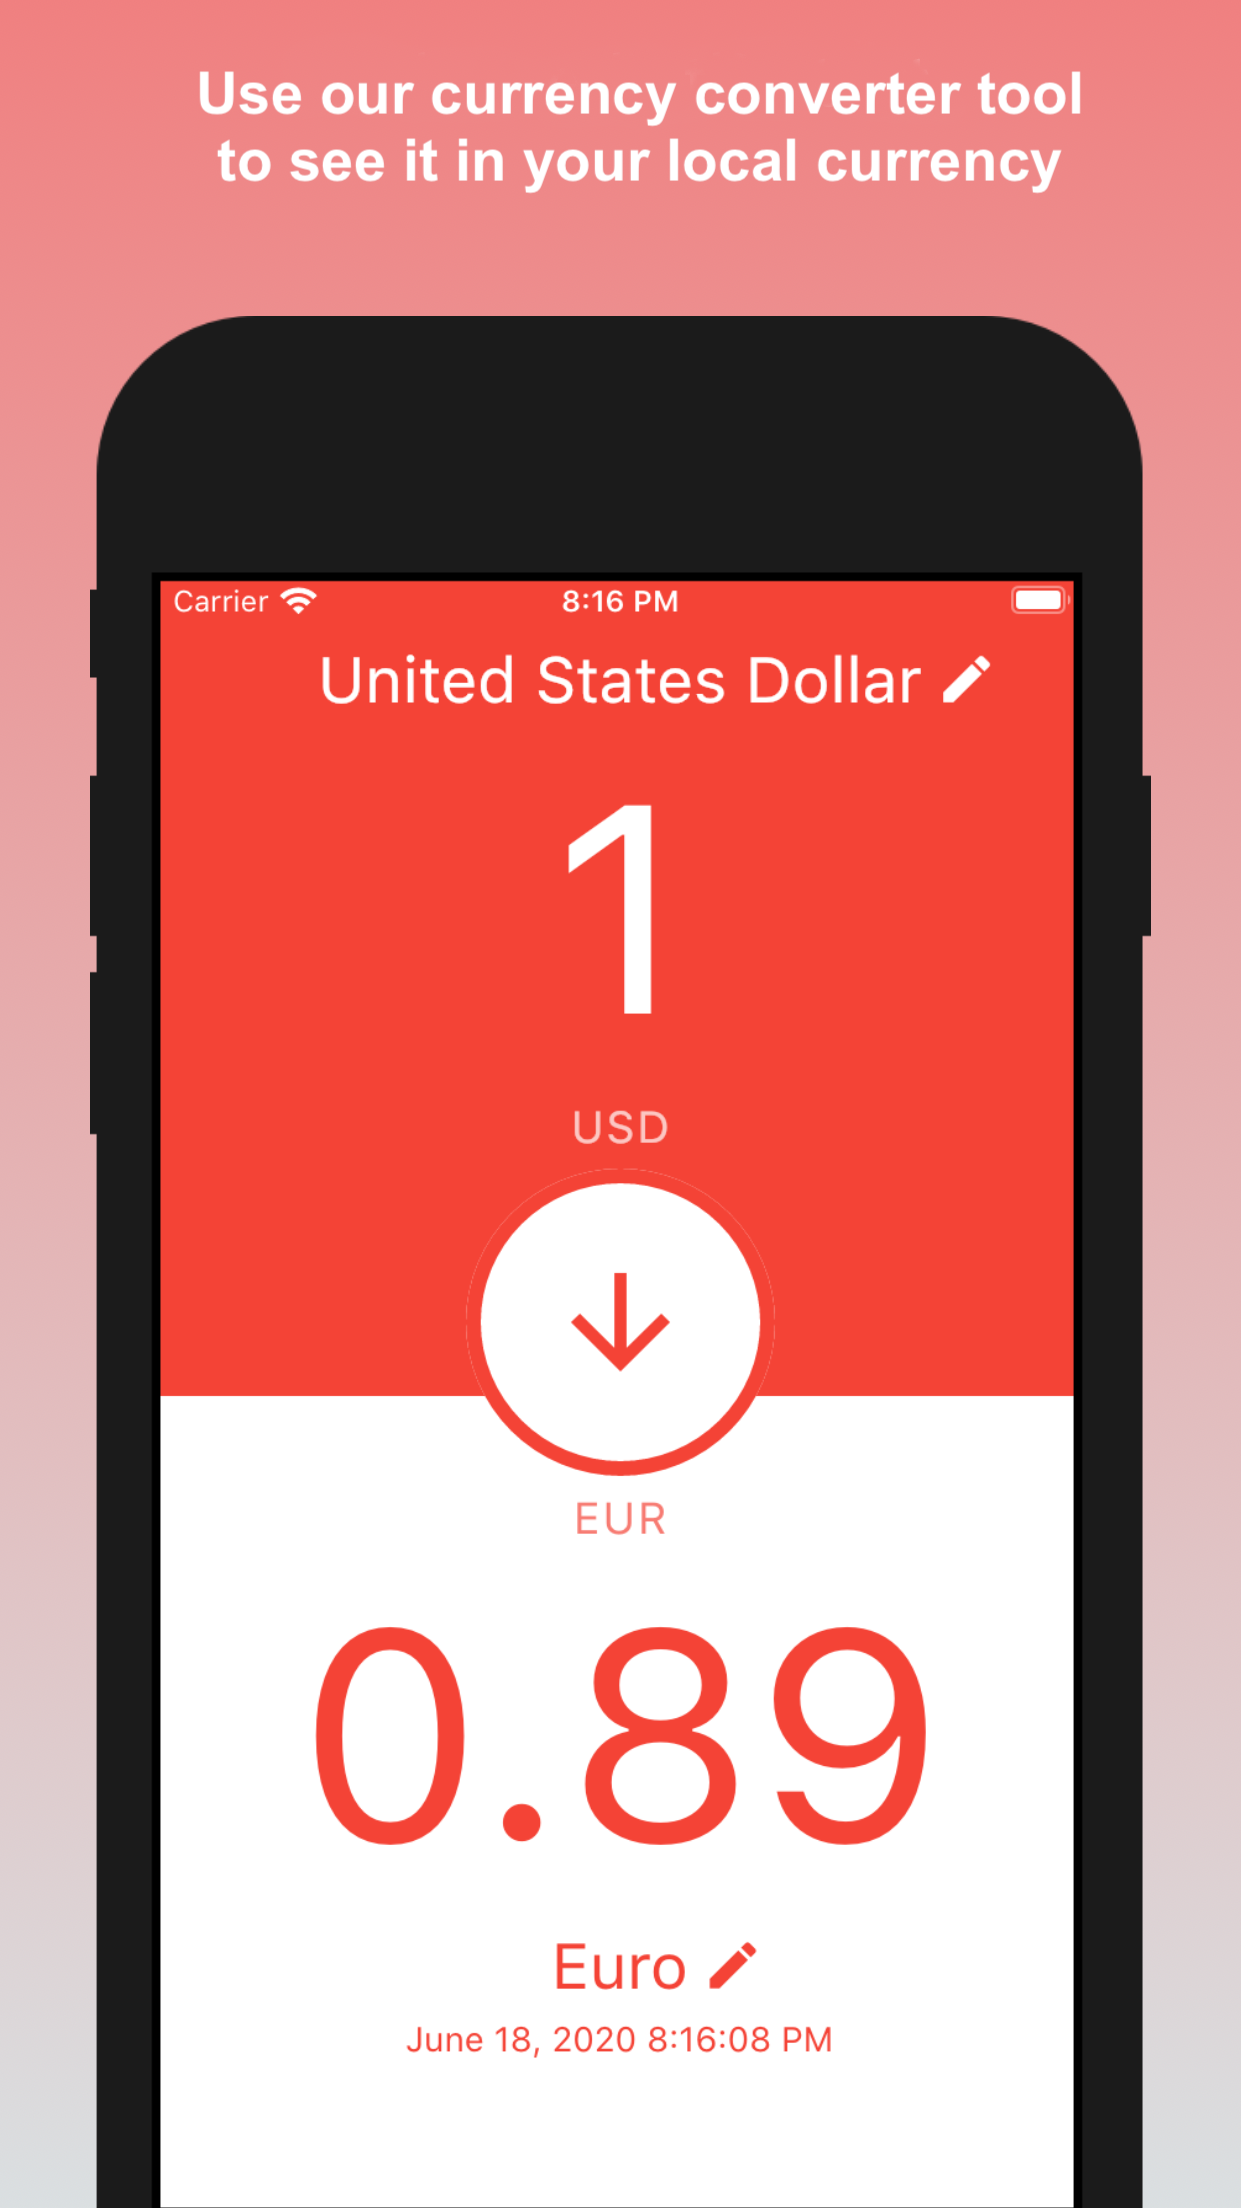 Use our currency converter tool
to see it in your local currency
Carrier 8:16 PM
United States Dollar
1
USD
EUR
0.89
Euro
June 18, 2020 8:16:08 PM